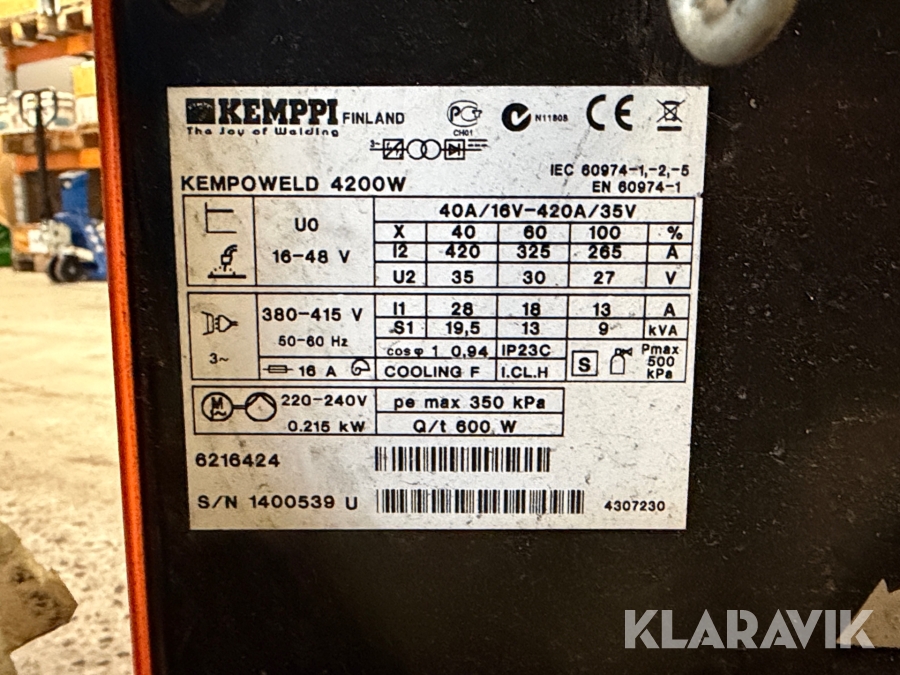 KEMPPI FINLAND
The Joy of Welding
PC
CH01
N11808
CE
3~
IEC 60974-1,-2,-5
EN 60974-1
KEMPOWELD 4200W
40A/16V-420A/35V
U0
16-48 V
X 40 60 100 %
I2 420 325 265 A
U2 35 30 27 V
380-415 V
50-60 Hz
3~
16 A
I1 28 18 13 A
S1 19,5 13 9 kVA
cos φ 1 0,94 IP23C
COOLING F I.CL.H
S
Pmax
500
kPa
M
~
220-240V
0.215 kW
pe max 350 kPa
Q/t 600 W
6216424
S/N 1400539 U
4307230
KLARAVIK